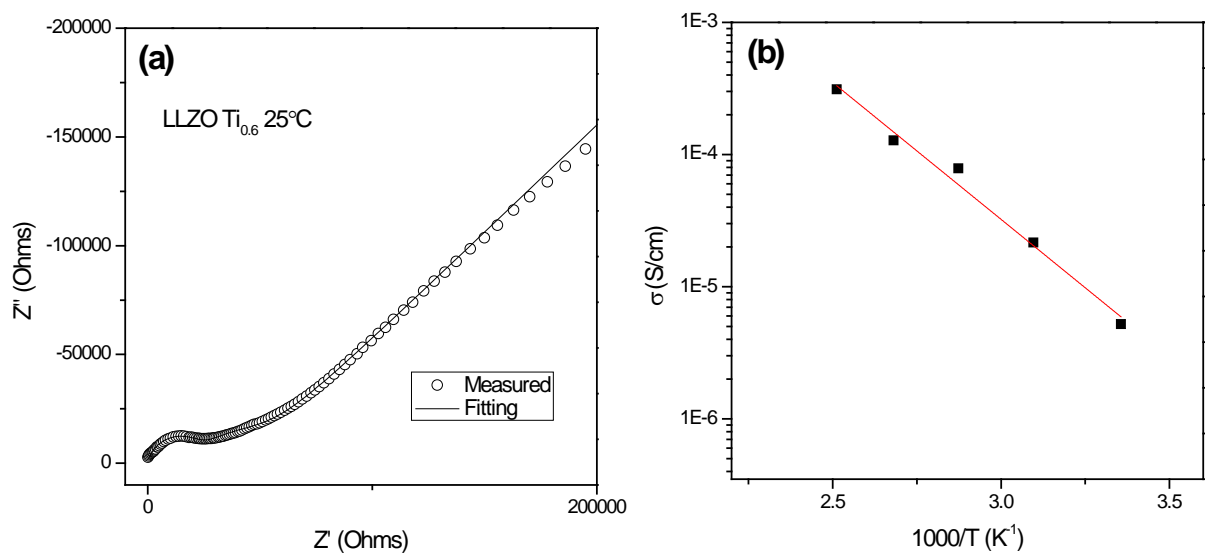 (a)
LLZO Ti0.6 25°C
-200000
-150000
-100000
-50000
0
Z'' (Ohms)
Measured
Fitting
0
200000
Z' (Ohms)
(b)
1E-3
1E-4
1E-5
1E-6
σ (S/cm)
2.5
3.0
3.5
1000/T (K-1)